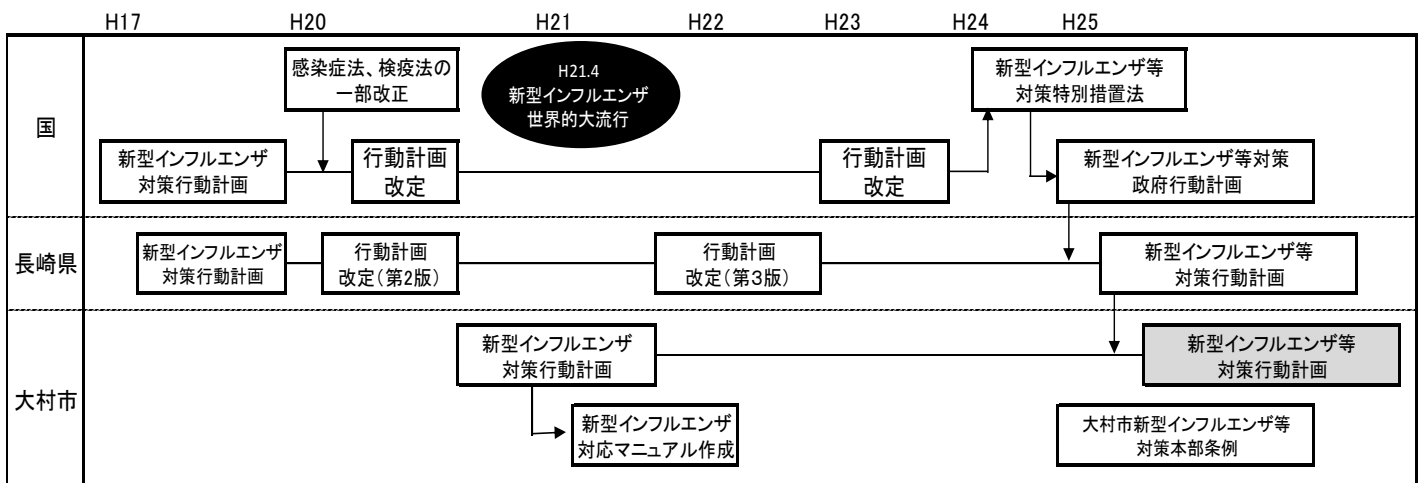 H17 H20 H21 H22 H23 H24 H25
国
感染症法、検疫法の
一部改正
H21.4
新型インフルエンザ
世界的大流行
新型インフルエンザ等
対策特別措置法
新型インフルエンザ
対策行動計画
行動計画
改定
行動計画
改定
新型インフルエンザ等対策
政府行動計画
長崎県
新型インフルエンザ
対策行動計画
行動計画
改定(第2版)
行動計画
改定(第3版)
新型インフルエンザ等
対策行動計画
大村市
新型インフルエンザ
対策行動計画
新型インフルエンザ等
対策行動計画
新型インフルエンザ
対応マニュアル作成
大村市新型インフルエンザ等
対策本部条例